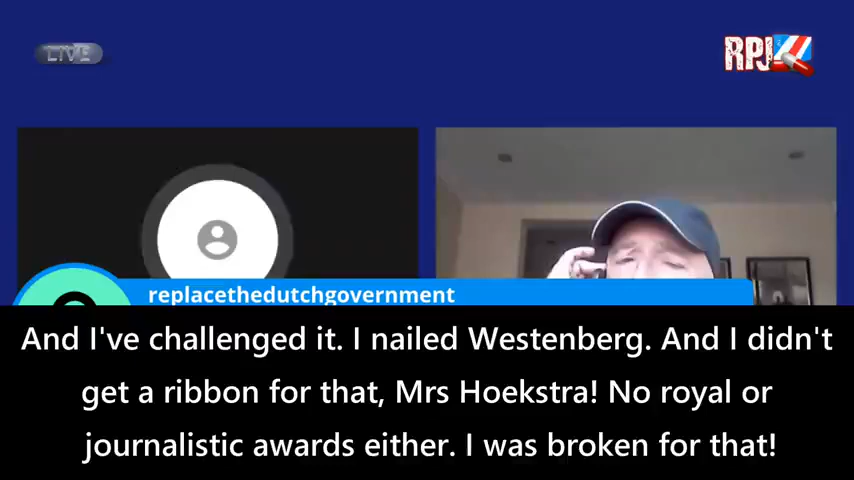 LIVE
RPJ
replacethedutchgovernment
And I've challenged it. I nailed Westenberg. And I didn't
get a ribbon for that, Mrs Hoekstra! No royal or
journalistic awards either. I was broken for that!